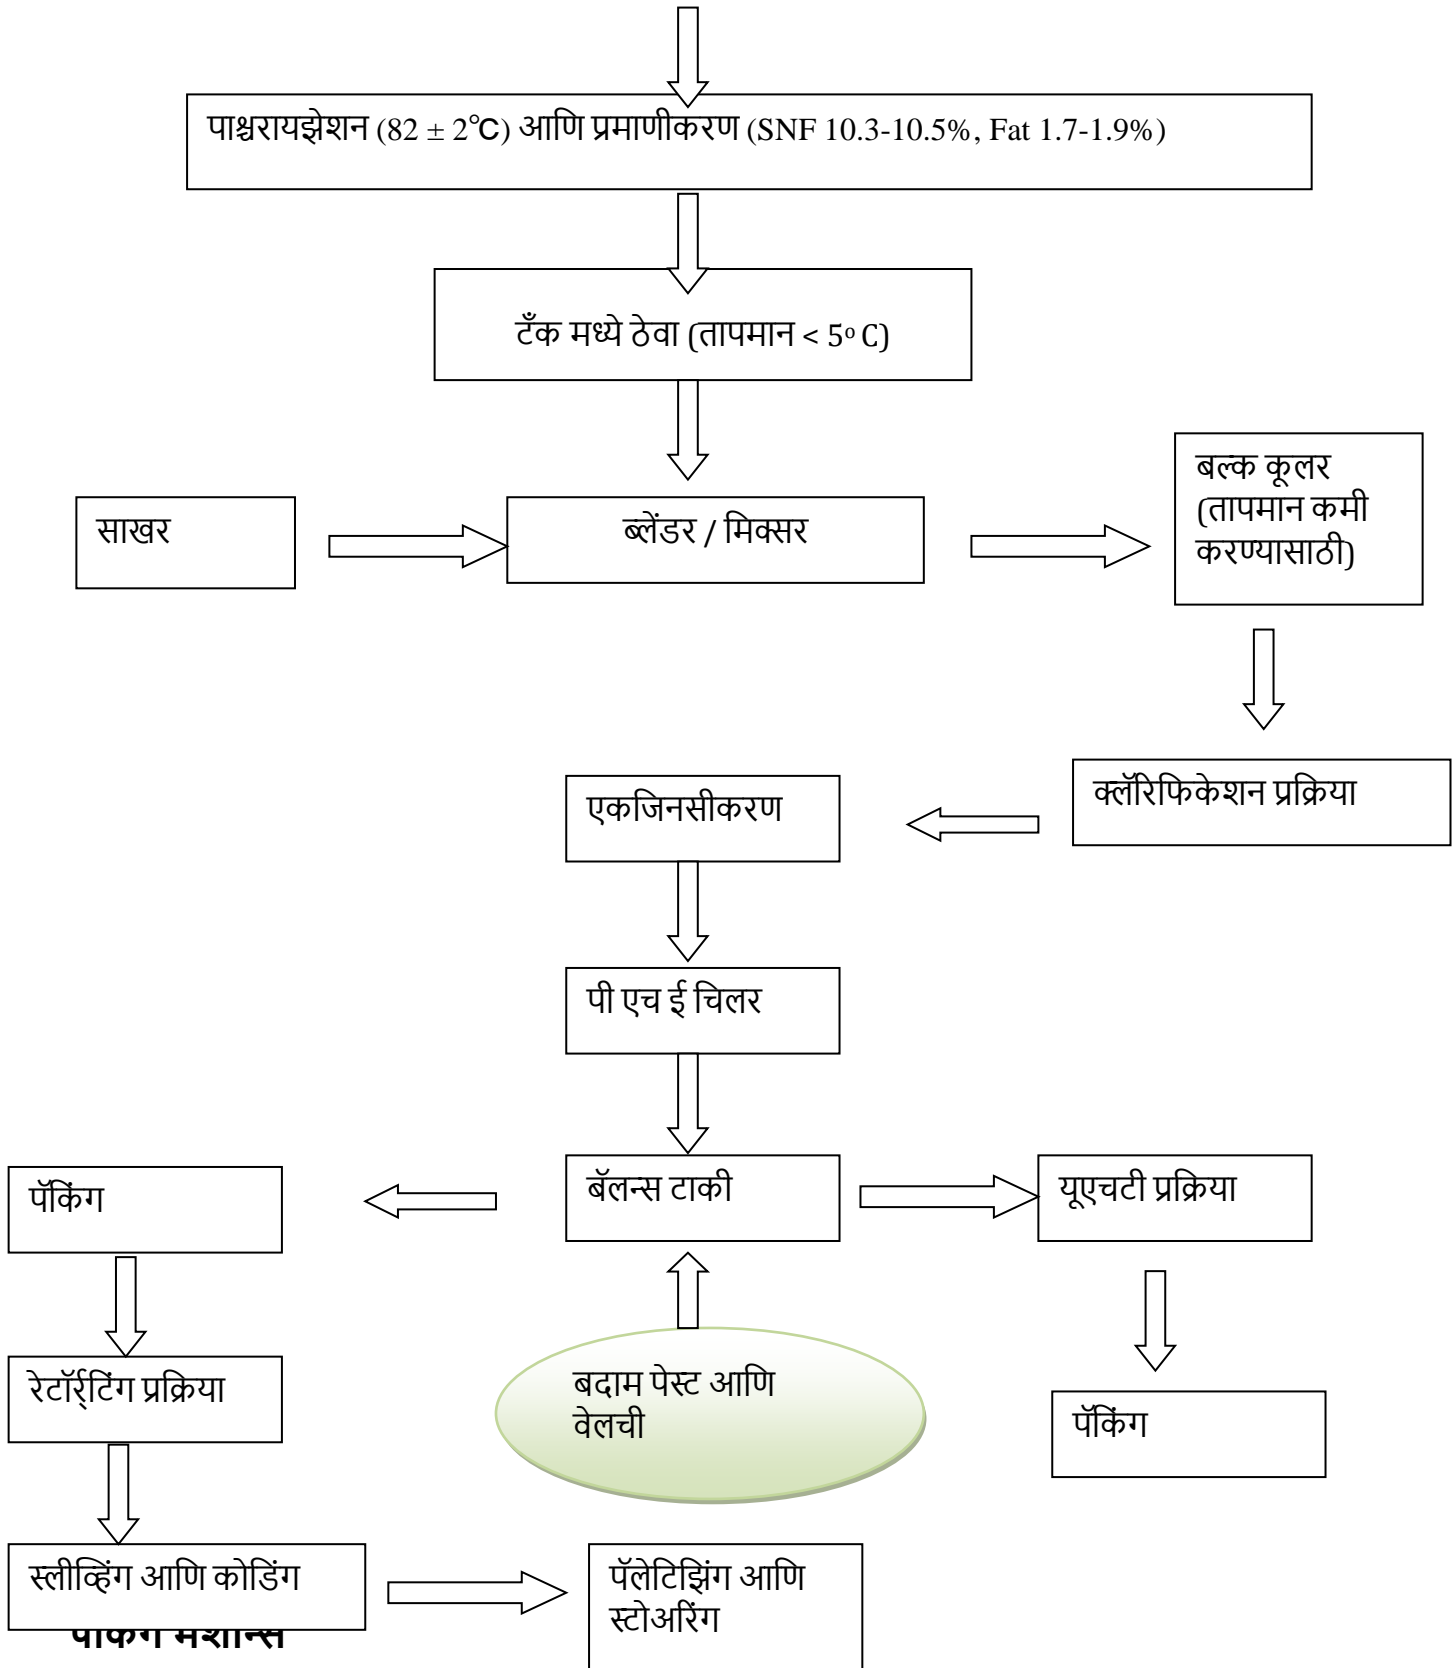 पाश्चरायझेशन (82 ± 2℃) आणि प्रमाणीकरण (SNF 10.3-10.5%, Fat 1.7-1.9%)
टँक मध्ये ठेवा (तापमान < 5º C)
साखर
ब्लेंडर / मिक्सर
बल्क कूलर
(तापमान कमी
करण्यासाठी)
क्लॅरिफिकेशन प्रक्रिया
एकजिनसीकरण
पी एच ई चिलर
बॅलन्स टाकी
पॅकिंग
यूएचटी प्रक्रिया
रेटॉर्र्टिंग प्रक्रिया
बदाम पेस्ट आणि
वेलची
पॅकिंग
स्लीव्हिंग आणि कोडिंग
पॅलेटिझिंग आणि
स्टोअरिंग